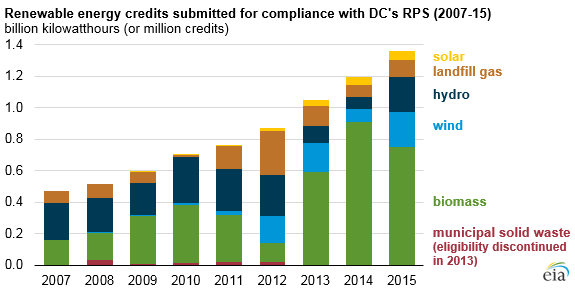 Renewable energy credits submitted for compliance with DC's RPS (2007-15)
billion kilowatthours (or million credits)
1.4
1.2
1.0
0.8
0.6
0.4
0.2
0.0
2007 2008 2009 2010 2011 2012 2013 2014 2015
solar
landfill gas
hydro
wind
biomass
municipal solid waste
(eligibility discontinued
in 2013)
eia